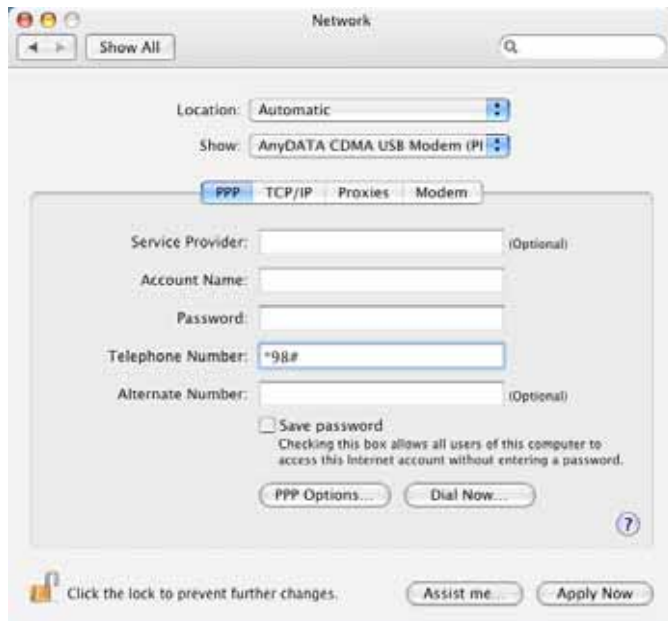 Network
Show All
Location: Automatic
Show: AnyDATA CDMA USB Modem (PI
PPP TCP/IP Proxies Modem
Service Provider: (Optional)
Account Name:
Password:
Telephone Number: *98#
Alternate Number: (Optional)
Save password
Checking this box allows all users of this computer to
access this Internet account without entering a password.
PPP Options... Dial Now...
?
Click the lock to prevent further changes. Assist me... Apply Now